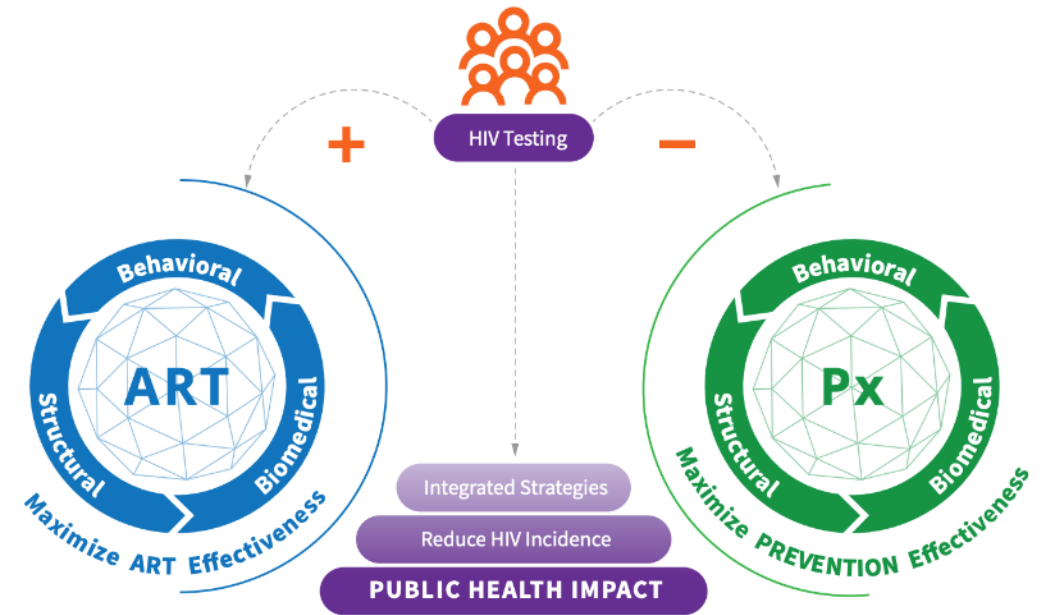 HIV Testing
+
−
Behavioral
Structural
Biomedical
ART
Maximize ART Effectiveness
Integrated Strategies
Reduce HIV Incidence
PUBLIC HEALTH IMPACT
Behavioral
Structural
Biomedical
Px
Maximize PREVENTION Effectiveness